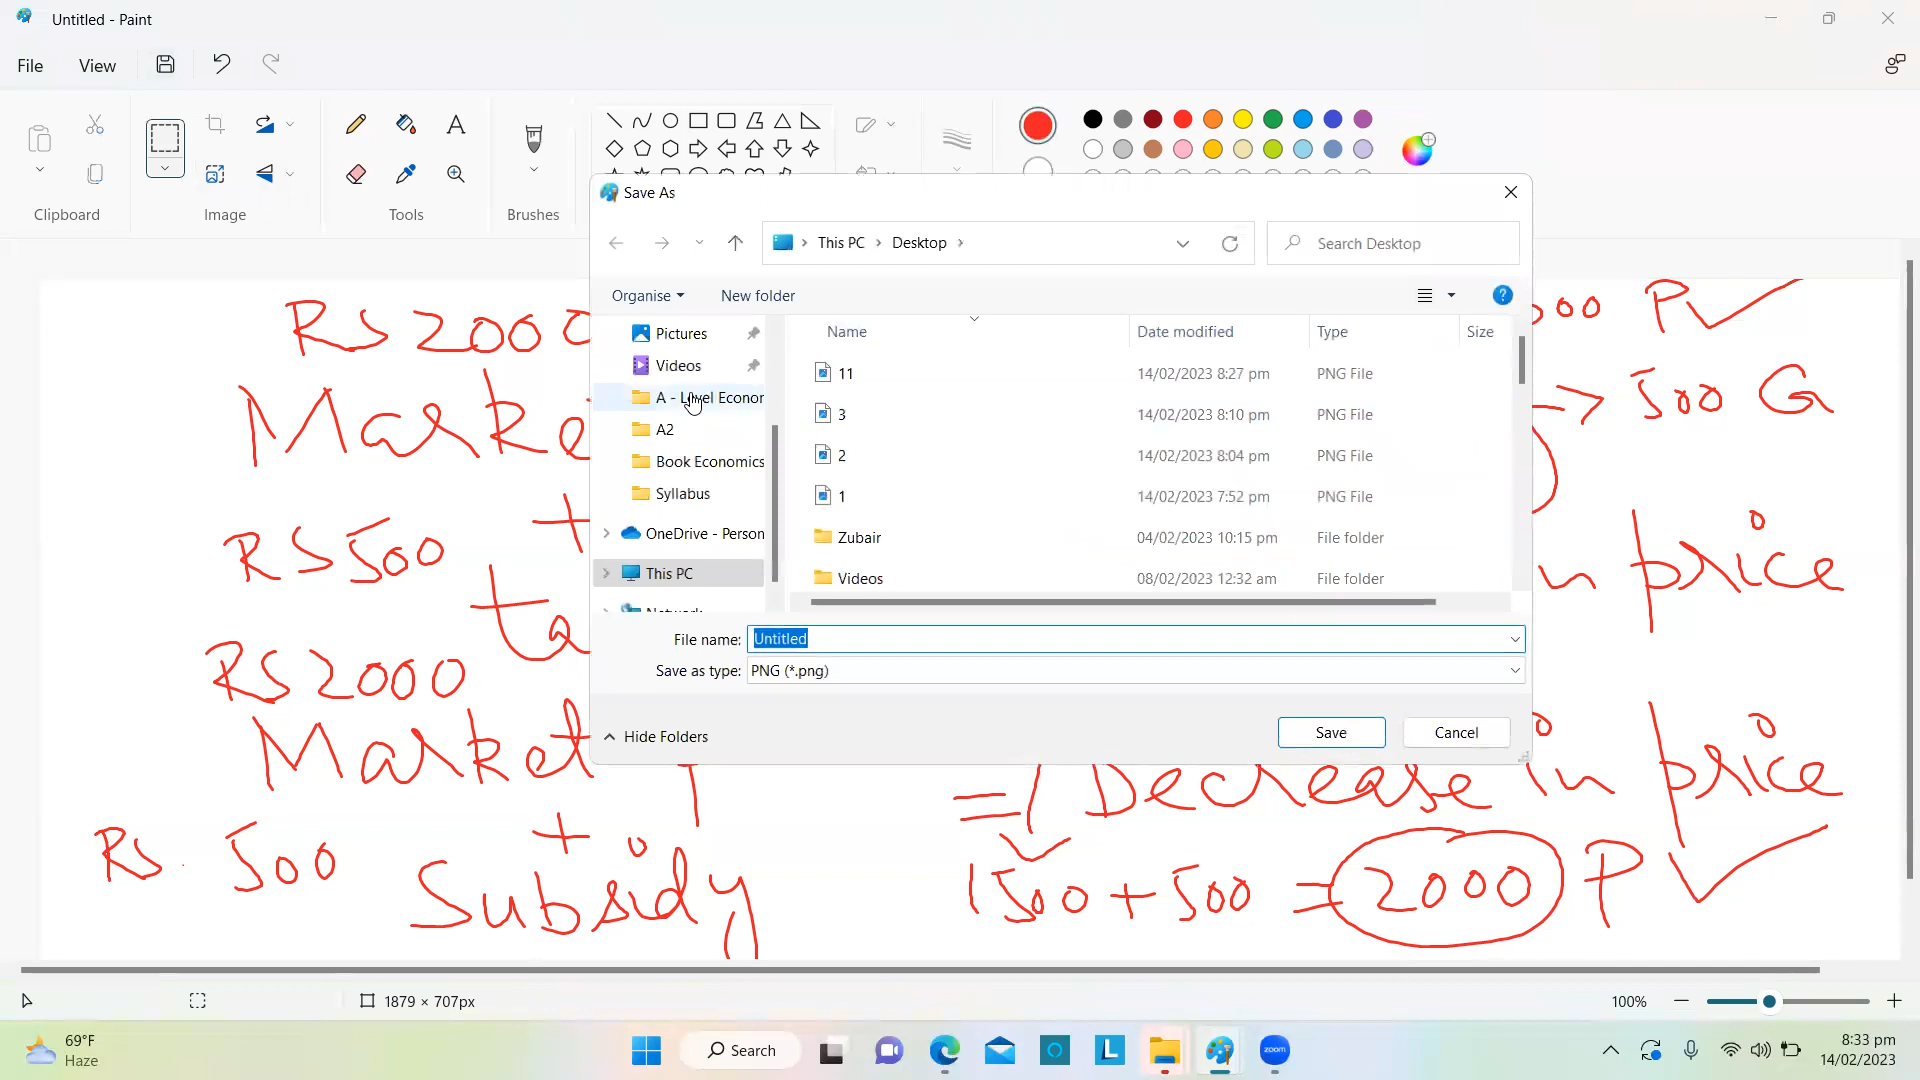 Untitled - Paint
File View
Clipboard Image Tools Brushes
Save As
This PC Desktop
Search Desktop
Organise New folder
Name Date modified Type Size
Pictures
Videos
A - Level Econor
A2
Book Economics
Syllabus
OneDrive - Person
This PC
Network
11 14/02/2023 8:27 pm PNG File
3 14/02/2023 8:10 pm PNG File
2 14/02/2023 8:04 pm PNG File
1 14/02/2023 7:52 pm PNG File
Zubair 04/02/2023 10:15 pm File folder
Videos 08/02/2023 12:32 am File folder
File name: Untitled
Save as type: PNG (*.png)
Hide Folders Save Cancel
RS 2000 P
Marke → 500 G
+
RS 500 in price
ta
RS 2000
Market = Decrease in price
+
Rs. 500 Subsidy 1500 + 500 = 2000 P
1879 × 707px 100%
69°F
Haze
Search
L
zoom
8:33 pm
14/02/2023